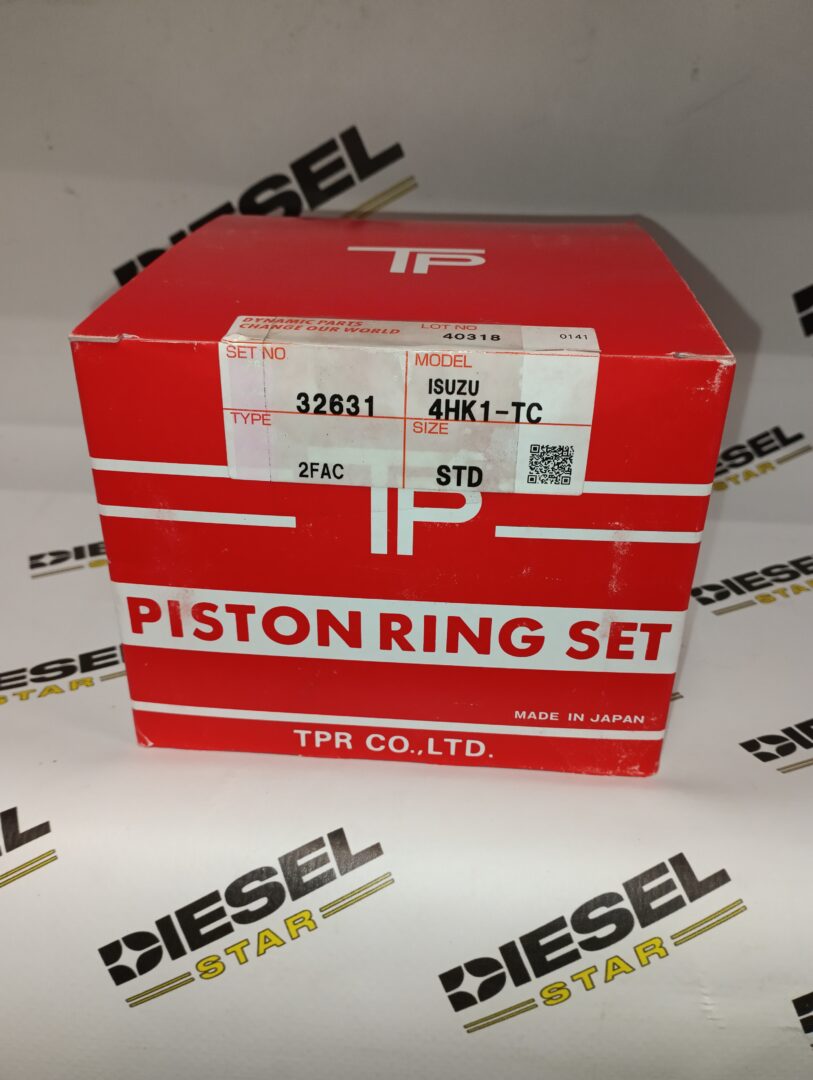 DIESEL
TP
DYNAMIC PARTS
CHANGE OUR WORLD
LOT NO
40318
0141
SET NO
32631
MODEL
ISUZU
4HK1-TC
TYPE
2FAC
SIZE
STD
TP
PISTON RING SET
MADE IN JAPAN
TPR CO.,LTD.
DIESEL
STAR
DIESEL
STAR
DIESEL
STAR
DIESEL
STAR
DIESEL
STAR
DIESEL
STAR